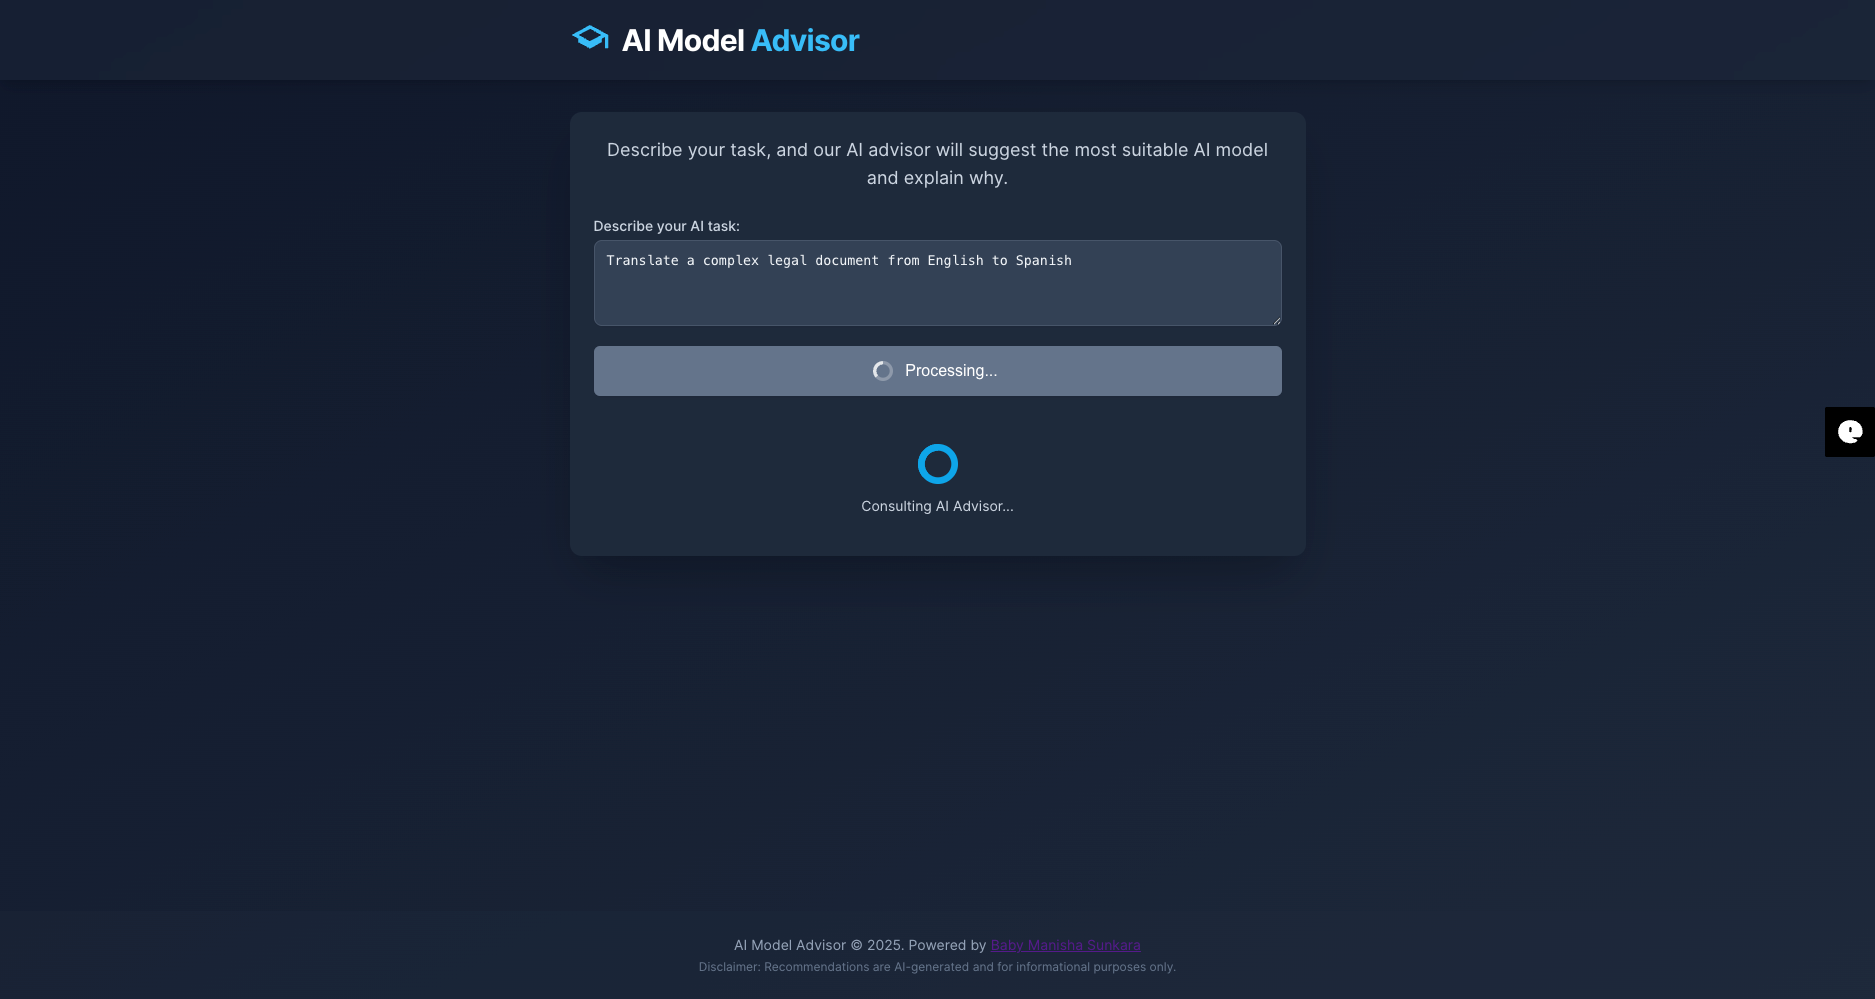 AI Model Advisor
Describe your task, and our AI advisor will suggest the most suitable AI model
and explain why.
Describe your AI task:
Translate a complex legal document from English to Spanish
Processing...
Consulting AI Advisor...
AI Model Advisor © 2025. Powered by Baby Manisha Sunkara
Disclaimer: Recommendations are AI-generated and for informational purposes only.